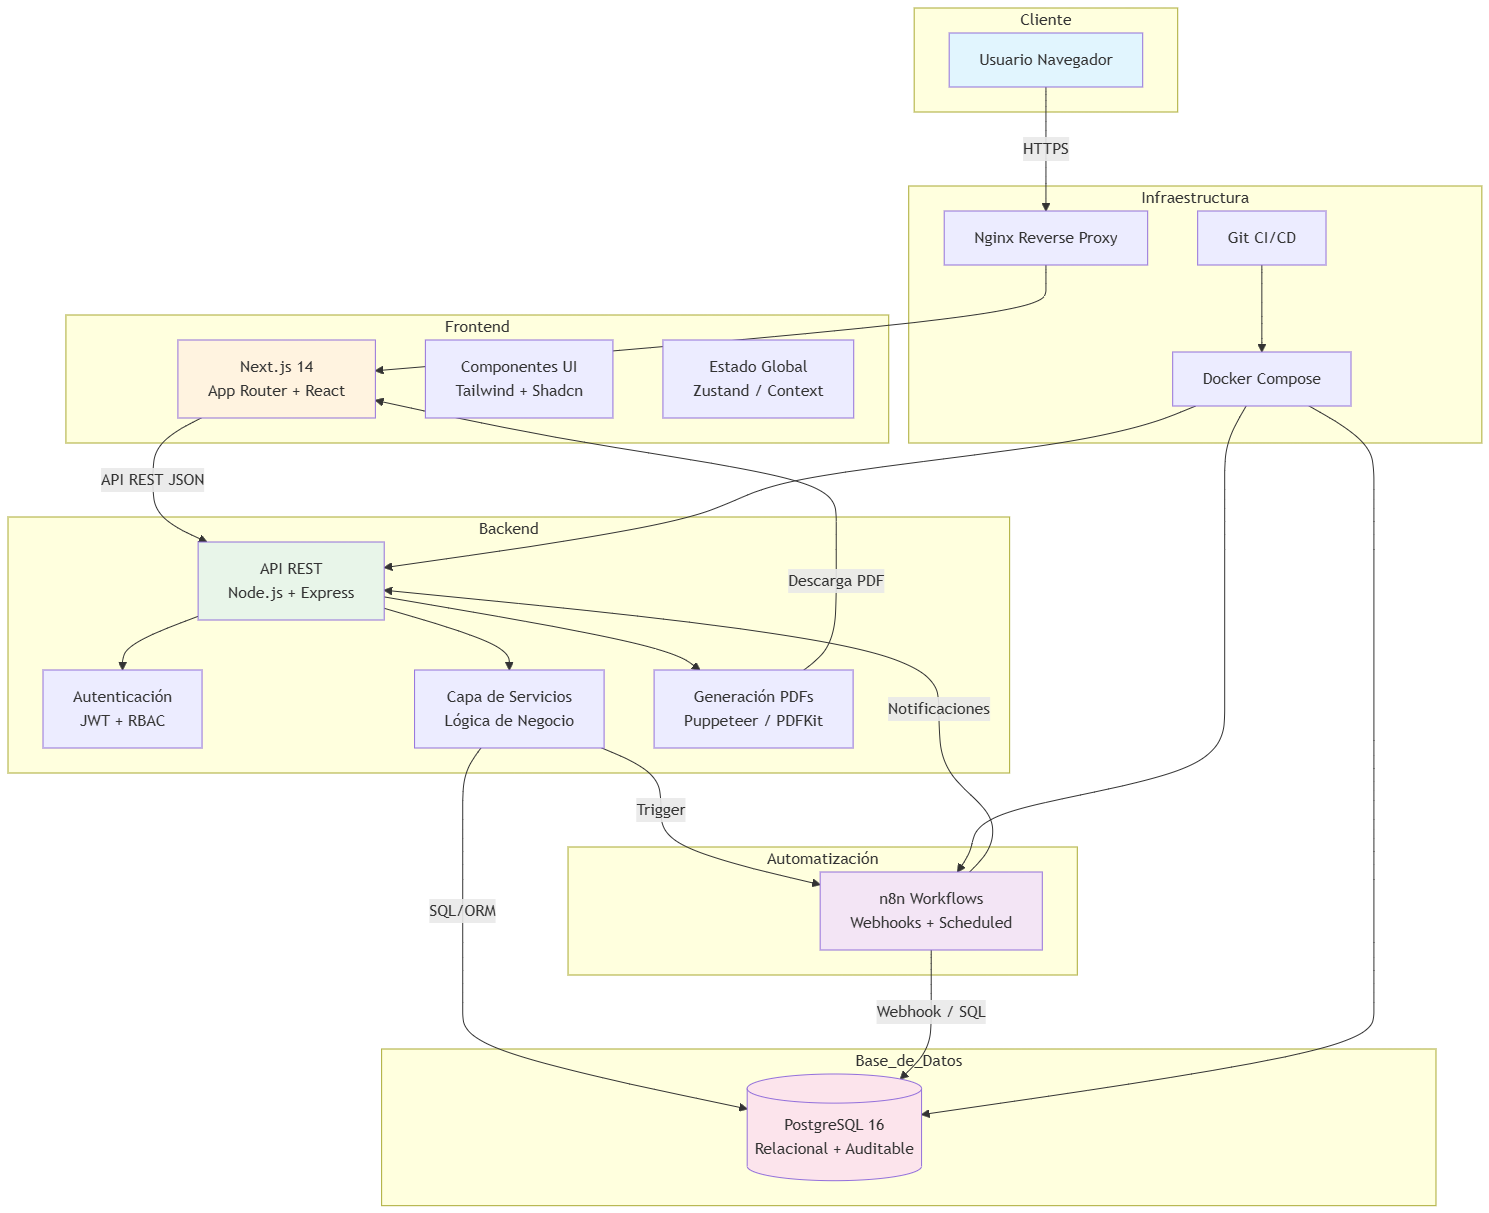 Cliente
Usuario Navegador
HTTPS
Infraestructura
Nginx Reverse Proxy
Git CI/CD
Docker Compose
Frontend
Next.js 14
App Router + React
Componentes UI
Tailwind + Shadcn
Estado Global
Zustand / Context
API REST JSON
Backend
API REST
Node.js + Express
Descarga PDF
Autenticación
JWT + RBAC
Capa de Servicios
Lógica de Negocio
Generación PDFs
Puppeteer / PDFKit
Notificaciones
Trigger
Automatización
n8n Workflows
Webhooks + Scheduled
SQL/ORM
Webhook / SQL
Base_de_Datos
PostgreSQL 16
Relacional + Auditable